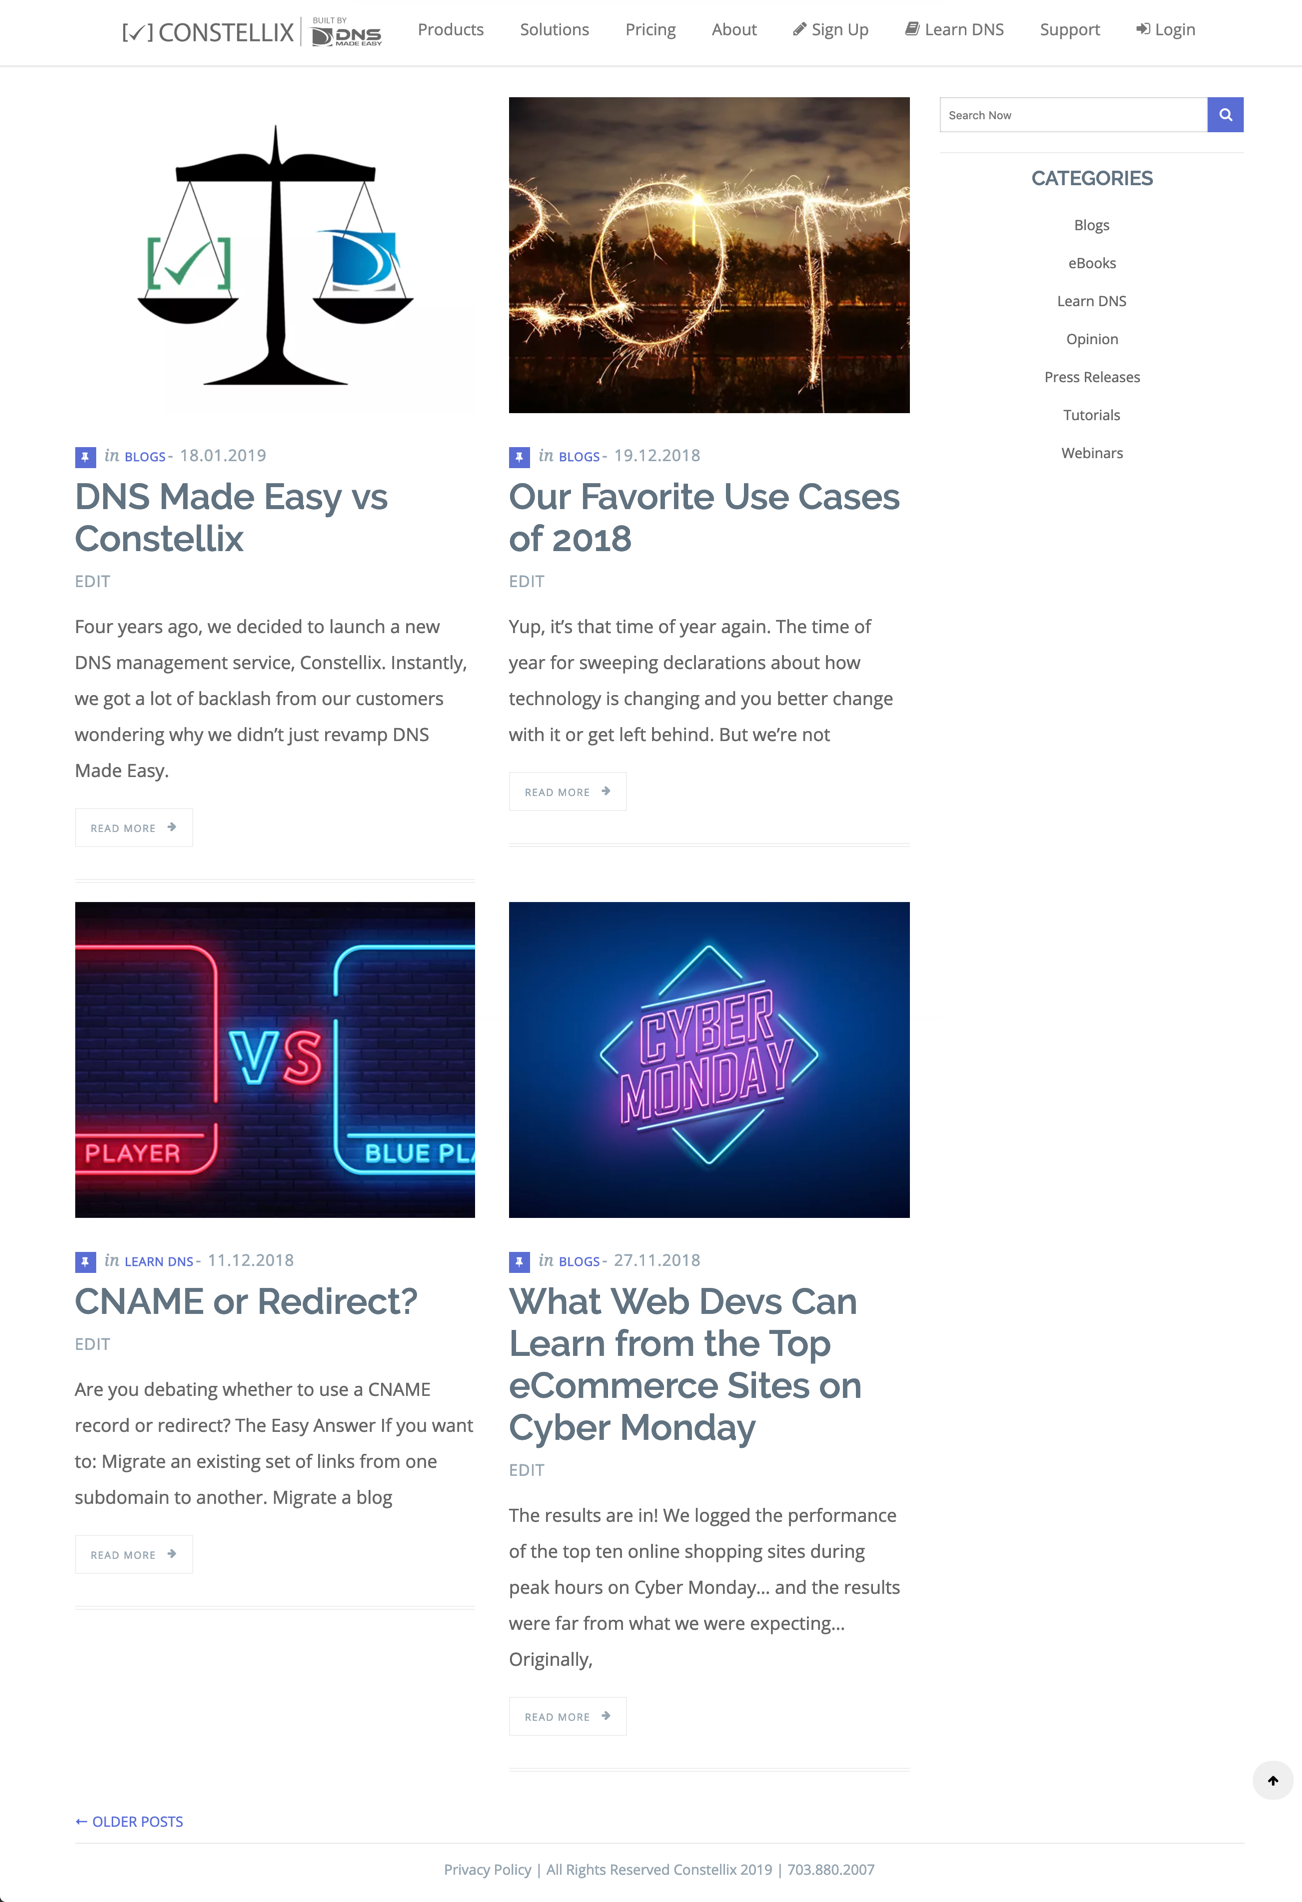 [✓] CONSTELLIX
BUILT BY
DNS
MADE EASY
Products
Solutions
Pricing
About
Sign Up
Learn DNS
Support
Login
Search Now
CATEGORIES
Blogs
eBooks
Learn DNS
Opinion
Press Releases
Tutorials
Webinars
in BLOGS - 18.01.2019
DNS Made Easy vs
Constellix
EDIT
Four years ago, we decided to launch a new
DNS management service, Constellix. Instantly,
we got a lot of backlash from our customers
wondering why we didn’t just revamp DNS
Made Easy.
READ MORE
in BLOGS - 19.12.2018
Our Favorite Use Cases
of 2018
EDIT
Yup, it’s that time of year again. The time of
year for sweeping declarations about how
technology is changing and you better change
with it or get left behind. But we’re not
READ MORE
VS
PLAYER
BLUE PLA
in LEARN DNS - 11.12.2018
CNAME or Redirect?
EDIT
Are you debating whether to use a CNAME
record or redirect? The Easy Answer If you want
to: Migrate an existing set of links from one
subdomain to another. Migrate a blog
READ MORE
CYBER
MONDAY
in BLOGS - 27.11.2018
What Web Devs Can
Learn from the Top
eCommerce Sites on
Cyber Monday
EDIT
The results are in! We logged the performance
of the top ten online shopping sites during
peak hours on Cyber Monday... and the results
were far from what we were expecting...
Originally,
READ MORE
← OLDER POSTS
Privacy Policy | All Rights Reserved Constellix 2019 | 703.880.2007